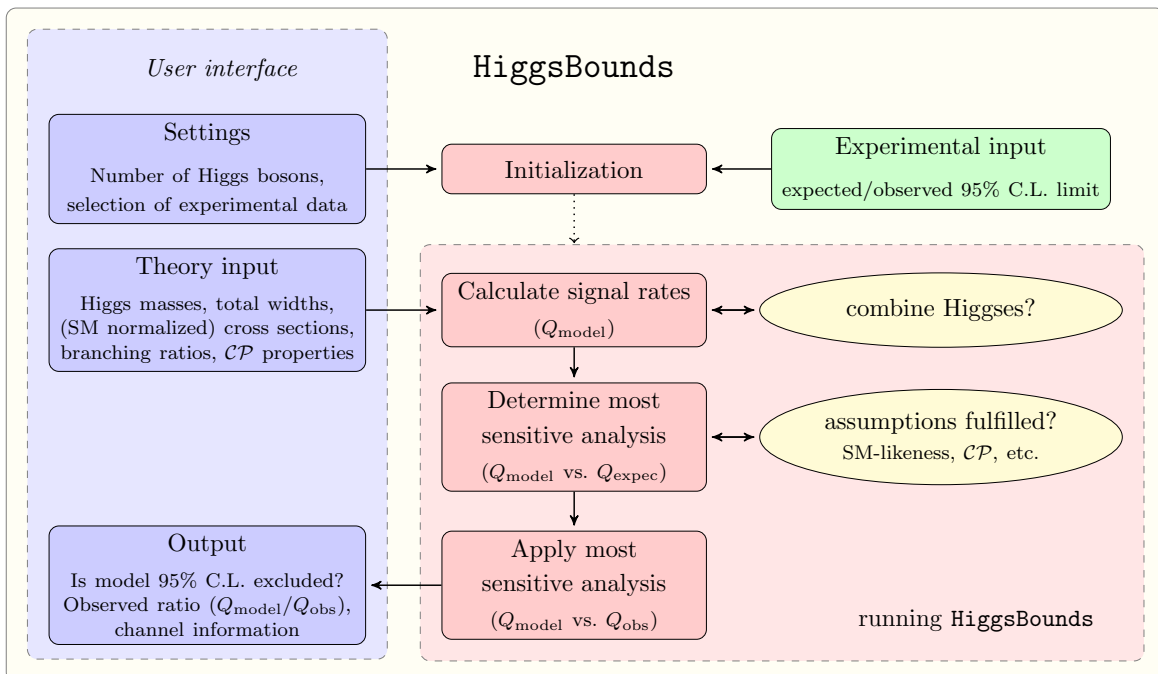 User interface
HiggsBounds
Settings
Number of Higgs bosons,
selection of experimental data
Initialization
Experimental input
expected/observed 95% C.L. limit
Theory input
Higgs masses, total widths,
(SM normalized) cross sections,
branching ratios, 𝒞𝒫 properties
Calculate signal rates
(Q_model)
combine Higgses?
Determine most
sensitive analysis
(Q_model vs. Q_expec)
assumptions fulfilled?
SM-likeness, 𝒞𝒫, etc.
Output
Is model 95% C.L. excluded?
Observed ratio (Q_model/Q_obs),
channel information
Apply most
sensitive analysis
(Q_model vs. Q_obs)
running HiggsBounds